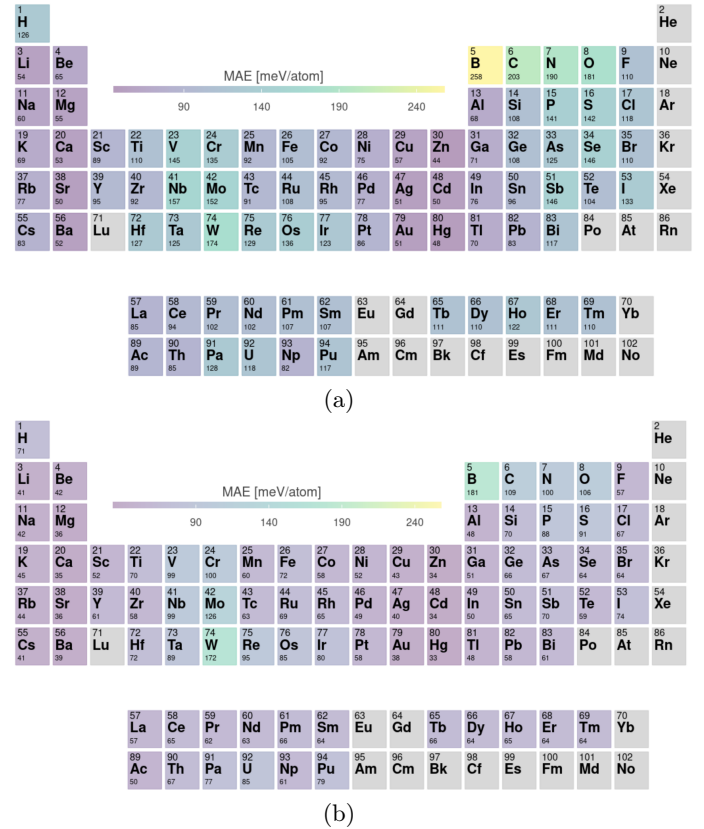 1 2
H He
126
3 4 5 6 7 8 9 10
Li Be B C N O F Ne
54 65 258 203 190 181 110
MAE [meV/atom]
90 140 190 240
11 12 13 14 15 16 17 18
Na Mg Al Si P S Cl Ar
60 55 68 108 141 142 118
19 20 21 22 23 24 25 26 27 28 29 30 31 32 33 34 35 36
K Ca Sc Ti V Cr Mn Fe Co Ni Cu Zn Ga Ge As Se Br Kr
69 53 89 110 145 135 92 105 92 75 57 44 71 108 125 146 110
37 38 39 40 41 42 43 44 45 46 47 48 49 50 51 52 53 54
Rb Sr Y Zr Nb Mo Tc Ru Rh Pd Ag Cd In Sn Sb Te I Xe
77 50 95 92 157 152 91 108 95 77 51 50 76 96 146 104 133
55 56 71 72 73 74 75 76 77 78 79 80 81 82 83 84 85 86
Cs Ba Lu Hf Ta W Re Os Ir Pt Au Hg Tl Pb Bi Po At Rn
83 52 127 125 174 129 136 123 86 51 48 70 83 117
57 58 59 60 61 62 63 64 65 66 67 68 69 70
La Ce Pr Nd Pm Sm Eu Gd Tb Dy Ho Er Tm Yb
85 94 102 102 107 107 111 110 122 111 110
89 90 91 92 93 94 95 96 97 98 99 100 101 102
Ac Th Pa U Np Pu Am Cm Bk Cf Es Fm Md No
89 85 128 118 82 117
(a)
1 2
H He
71
3 4 5 6 7 8 9 10
Li Be B C N O F Ne
41 42 181 109 100 106 57
MAE [meV/atom]
90 140 190 240
11 12 13 14 15 16 17 18
Na Mg Al Si P S Cl Ar
42 36 48 70 88 91 67
19 20 21 22 23 24 25 26 27 28 29 30 31 32 33 34 35 36
K Ca Sc Ti V Cr Mn Fe Co Ni Cu Zn Ga Ge As Se Br Kr
45 35 52 70 99 100 60 72 58 52 43 34 51 66 67 64 64
37 38 39 40 41 42 43 44 45 46 47 48 49 50 51 52 53 54
Rb Sr Y Zr Nb Mo Tc Ru Rh Pd Ag Cd In Sn Sb Te I Xe
44 36 61 58 99 126 63 69 65 49 40 34 50 65 70 59 74
55 56 71 72 73 74 75 76 77 78 79 80 81 82 83 84 85 86
Cs Ba Lu Hf Ta W Re Os Ir Pt Au Hg Tl Pb Bi Po At Rn
41 39 72 89 172 95 85 80 58 38 33 48 58 61
57 58 59 60 61 62 63 64 65 66 67 68 69 70
La Ce Pr Nd Pm Sm Eu Gd Tb Dy Ho Er Tm Yb
57 65 62 63 66 64 66 64 65 64 64
89 90 91 92 93 94 95 96 97 98 99 100 101 102
Ac Th Pa U Np Pu Am Cm Bk Cf Es Fm Md No
50 67 77 85 61 79
(b)